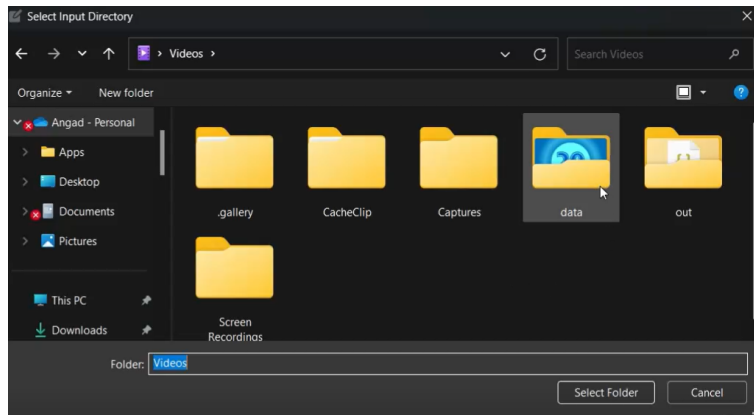 Select Input Directory
Videos
Search Videos
Organize
New folder
Angad - Personal
Apps
Desktop
Documents
Pictures
This PC
Downloads
.gallery
CacheClip
Captures
data
out
Screen
Recordings
Folder:
Videos
Select Folder
Cancel